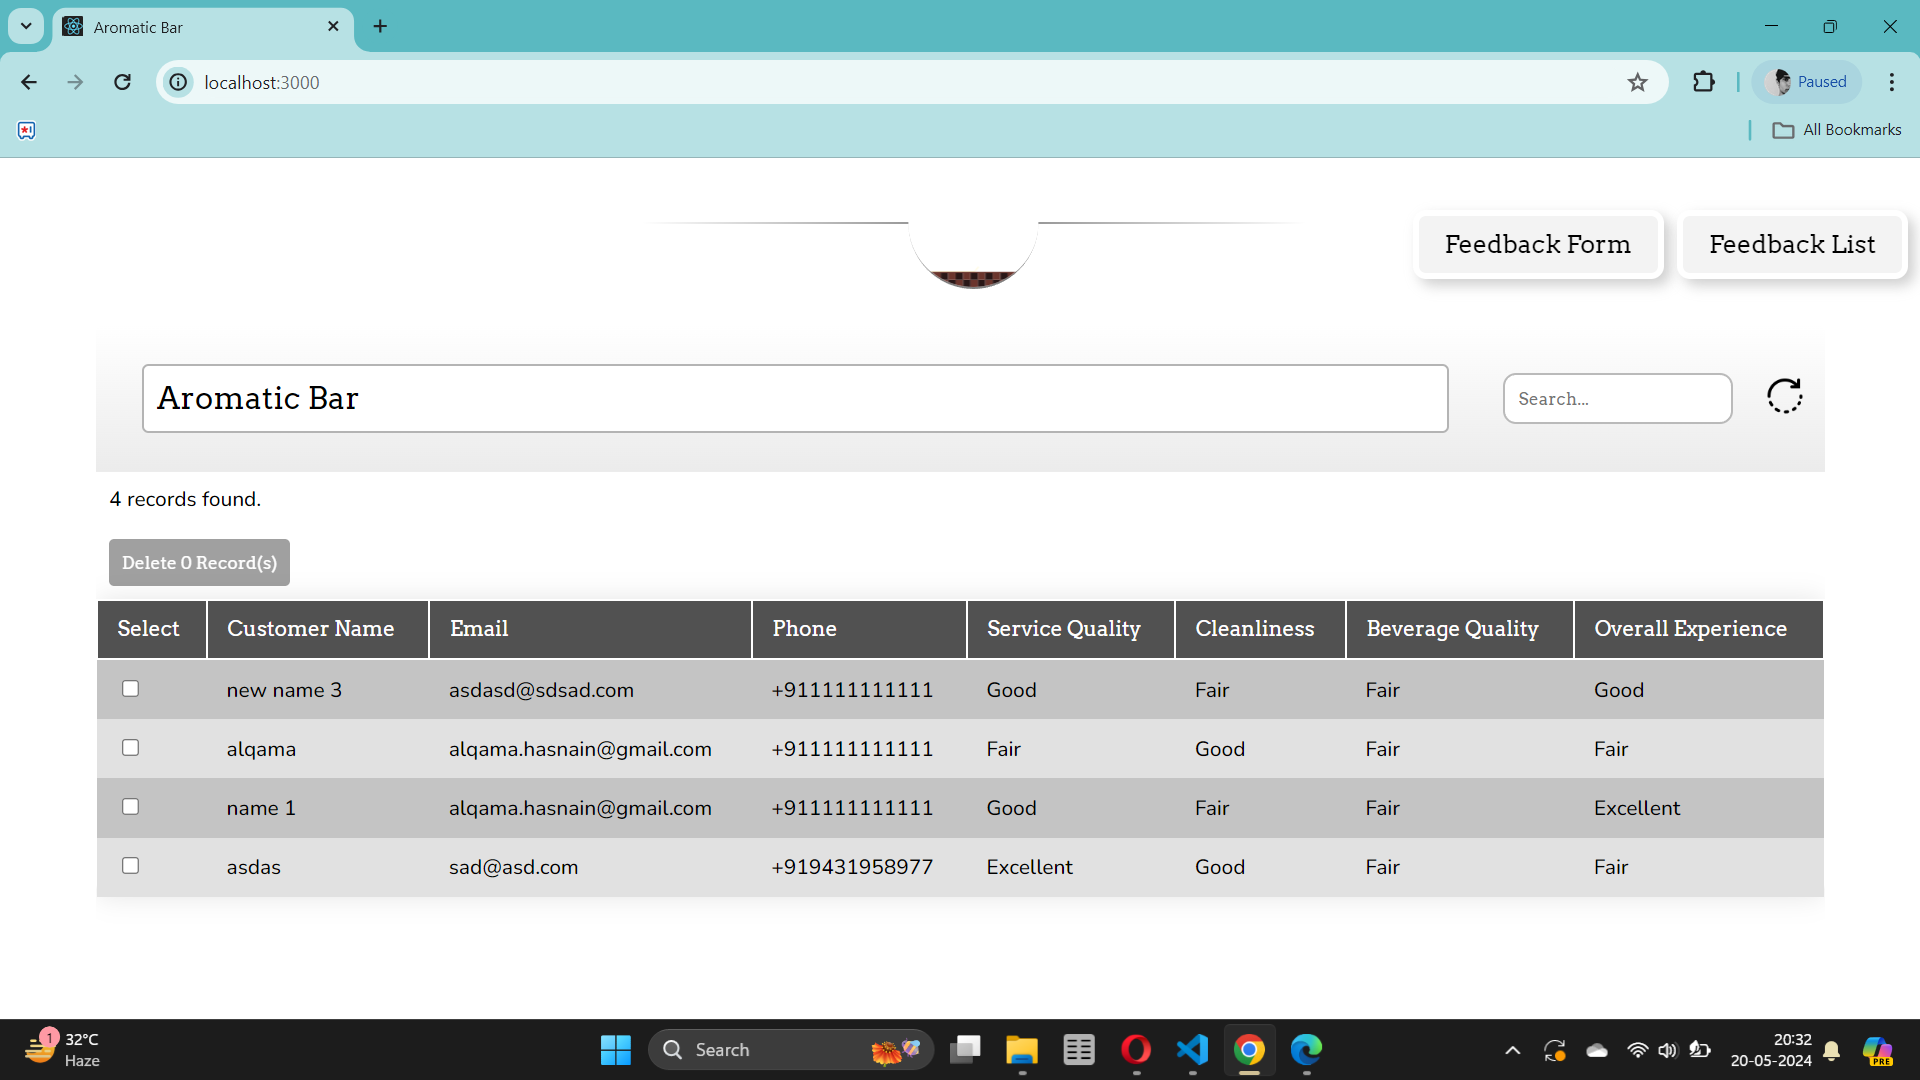 Aromatic Bar
localhost:3000
Paused
All Bookmarks
Feedback Form Feedback List
Aromatic Bar
Search...
4 records found.
Delete 0 Record(s)
Select Customer Name Email Phone Service Quality Cleanliness Beverage Quality Overall Experience
new name 3 asdasd@sdsad.com +911111111111 Good Fair Fair Good
alqama alqama.hasnain@gmail.com +911111111111 Fair Good Fair Fair
name 1 alqama.hasnain@gmail.com +911111111111 Good Fair Fair Excellent
asdas sad@asd.com +919431958977 Excellent Good Fair Fair
1
32°C
Haze
Search
20:32
20-05-2024
PRE